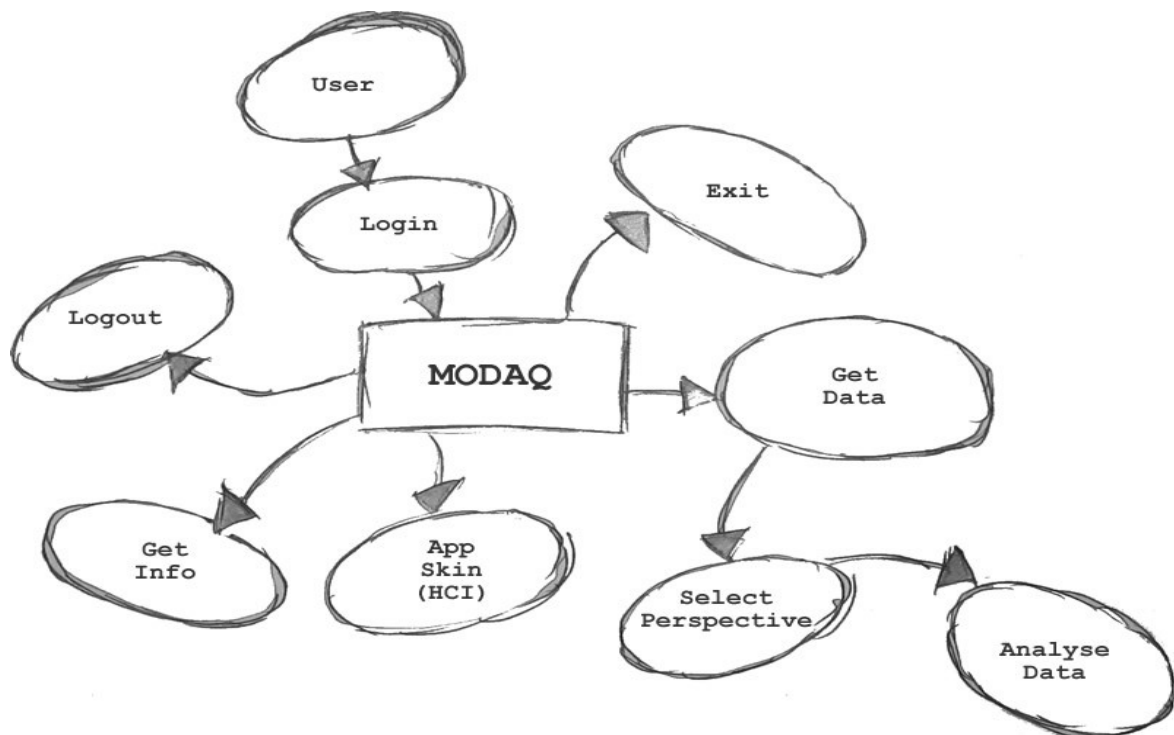 User
Exit
Login
Logout
MODAQ
Get
Data
Get
Info
App
Skin
(HCI)
Select
Perspective
Analyse
Data